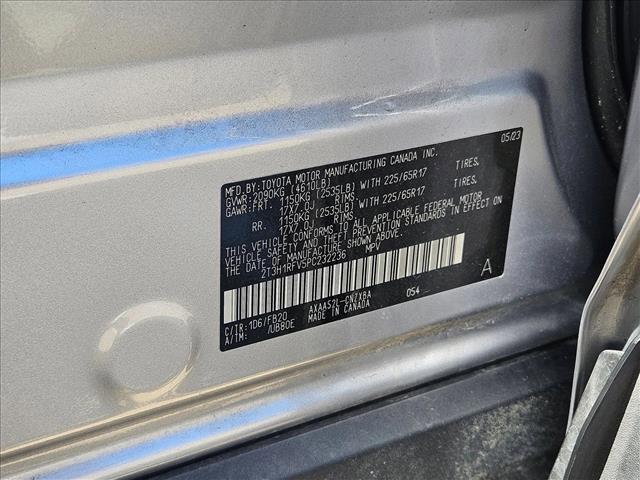 MFD.BY: TOYOTA MOTOR MANUFACTURING CANADA INC. 05/23
GVWR: 2090KG (4610LB)
GAWR: FRT. 1150KG (2535LB) WITH 225/65R17 TIRES,
17X7.0J RIMS
RR. 1150KG (2535LB) WITH 225/65R17 TIRES,
17X7.0J RIMS
THIS VEHICLE CONFORMS TO ALL APPLICABLE FEDERAL MOTOR
VEHICLE SAFETY AND THEFT PREVENTION STANDARDS IN EFFECT ON
THE DATE OF MANUFACTURE SHOWN ABOVE.
2T3H1RFV5PC232236 MPV
A
C/TR: 1D6/FB20 AXAA52L-CNZXBA 054
A/TM: /UB80E MADE IN CANADA